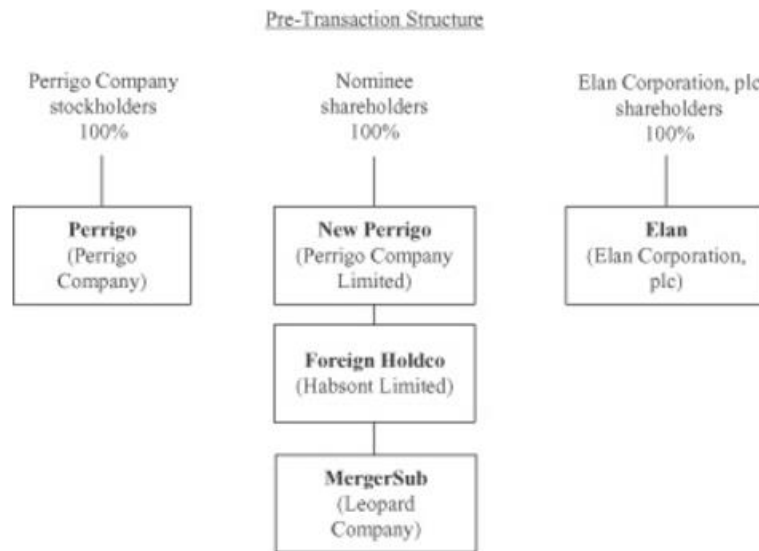 Pre-Transaction Structure
Perrigo Company
stockholders
100%
Nominee
shareholders
100%
Elan Corporation, plc
shareholders
100%
Perrigo
(Perrigo
Company)
New Perrigo
(Perrigo Company
Limited)
Elan
(Elan Corporation,
plc)
Foreign Holdco
(Habsont Limited)
MergerSub
(Leopard
Company)